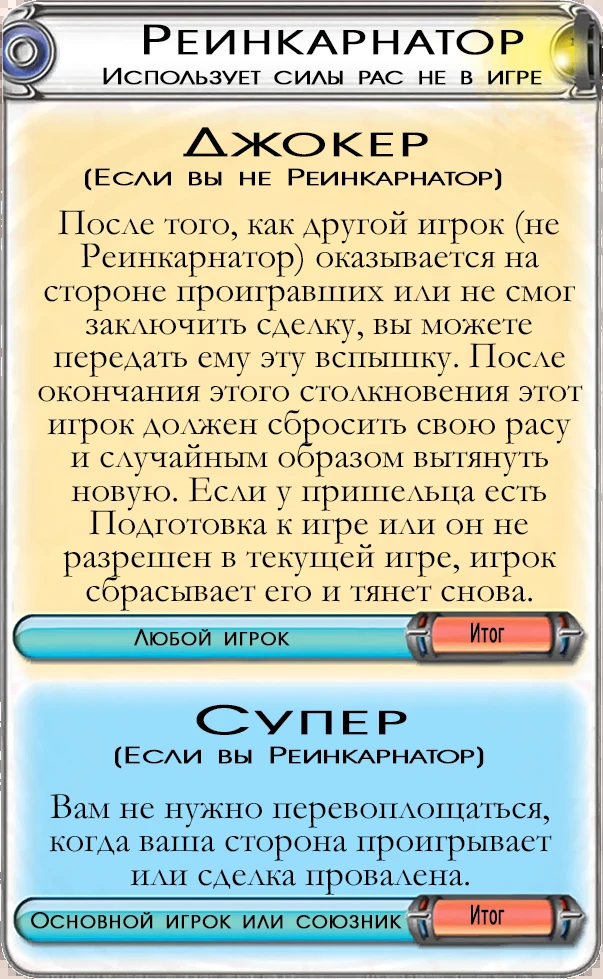 Реинкарнатор
Использует силы рас не в игре
Джокер
(Если вы не Реинкарнатор)
После того, как другой игрок (не
Реинкарнатор) оказывается на
стороне проигравших или не смог
заключить сделку, вы можете
передать ему эту вспышку. После
окончания этого столкновения этот
игрок должен сбросить свою расу
и случайным образом вытянуть
новую. Если у пришельца есть
Подготовка к игре или он не
разрешен в текущей игре, игрок
сбрасывает его и тянет снова.
Любой игрок
Итог
Супер
(Если вы Реинкарнатор)
Вам не нужно перевоплощаться,
когда ваша сторона проигрывает
или сделка провалена.
Основной игрок или союзник
Итог